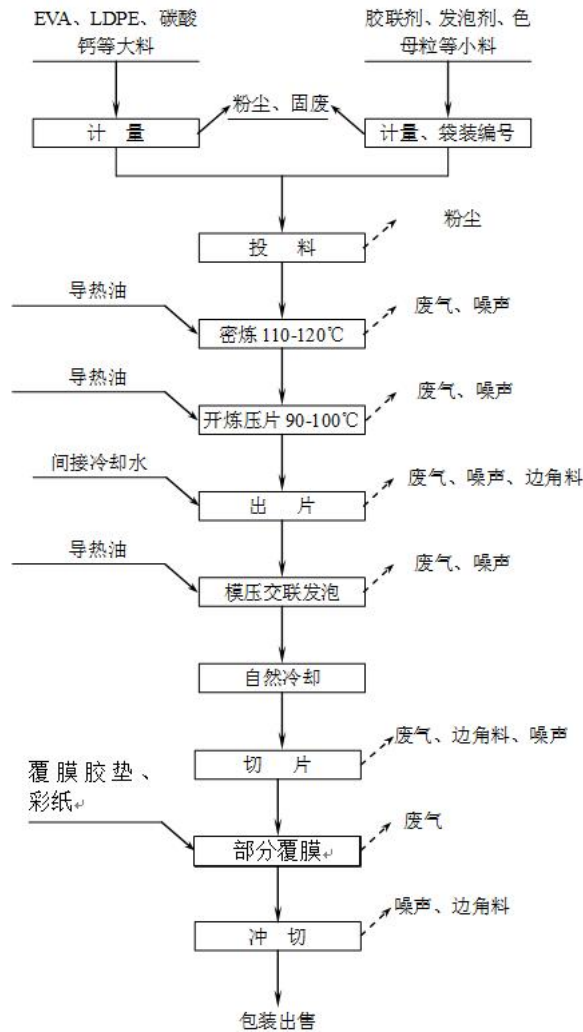 EVA、LDPE、碳酸
钙等大料
胶联剂、发泡剂、色
母粒等小料
粉尘、固废
计 量
计量、袋装编号
粉尘
投 料
导热油
废气、噪声
密炼 110-120℃
导热油
废气、噪声
开炼压片 90-100℃
间接冷却水
废气、噪声、边角料
出 片
导热油
废气、噪声
模压交联发泡
自然冷却
废气、边角料、噪声
切 片
覆膜胶垫、
彩纸
废气
部分覆膜
噪声、边角料
冲 切
包装出售